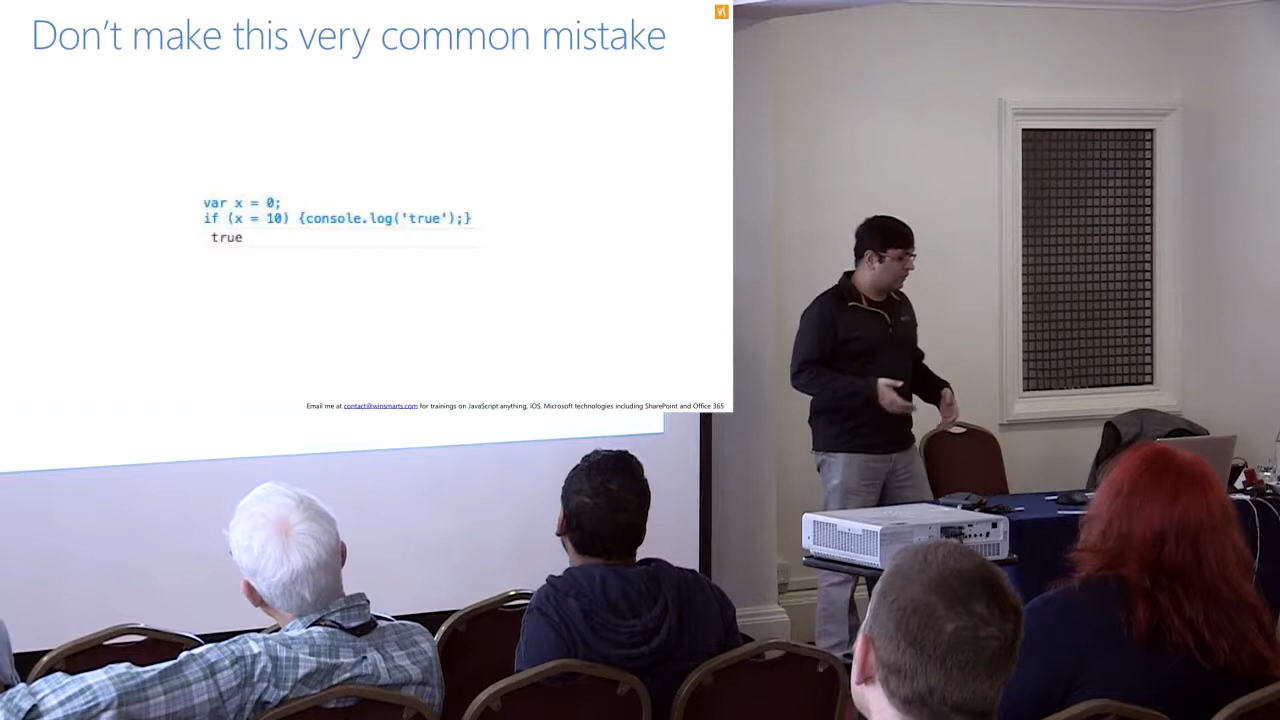 Don't make this very common mistake
var x = 0;
if (x = 10) {console.log('true');}
true
Email me at contact@winsmarts.com for trainings on JavaScript anything, iOS, Microsoft technologies including SharePoint and Office 365